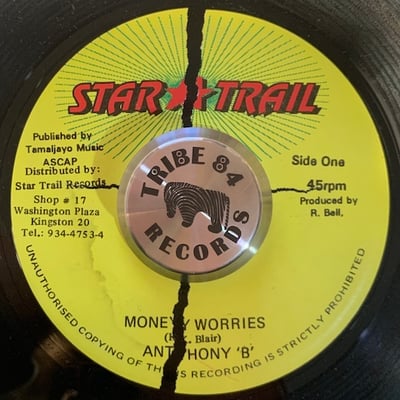 STAR TRAIL
Published by
Tamaljayo Music
ASCAP
Distributed by:
Star Trail Records
Shop # 17
Washington Plaza
Kingston 20
Tel.: 934-4753-4
TRIBE 84
RECORDS
Side One
45rpm
Produced by
R. Bell.
MONEY WORRIES
(K. Blair)
ANTHONY 'B'
UNAUTHORISED COPYING OF THIS RECORDING IS STRICTLY PROHIBITED